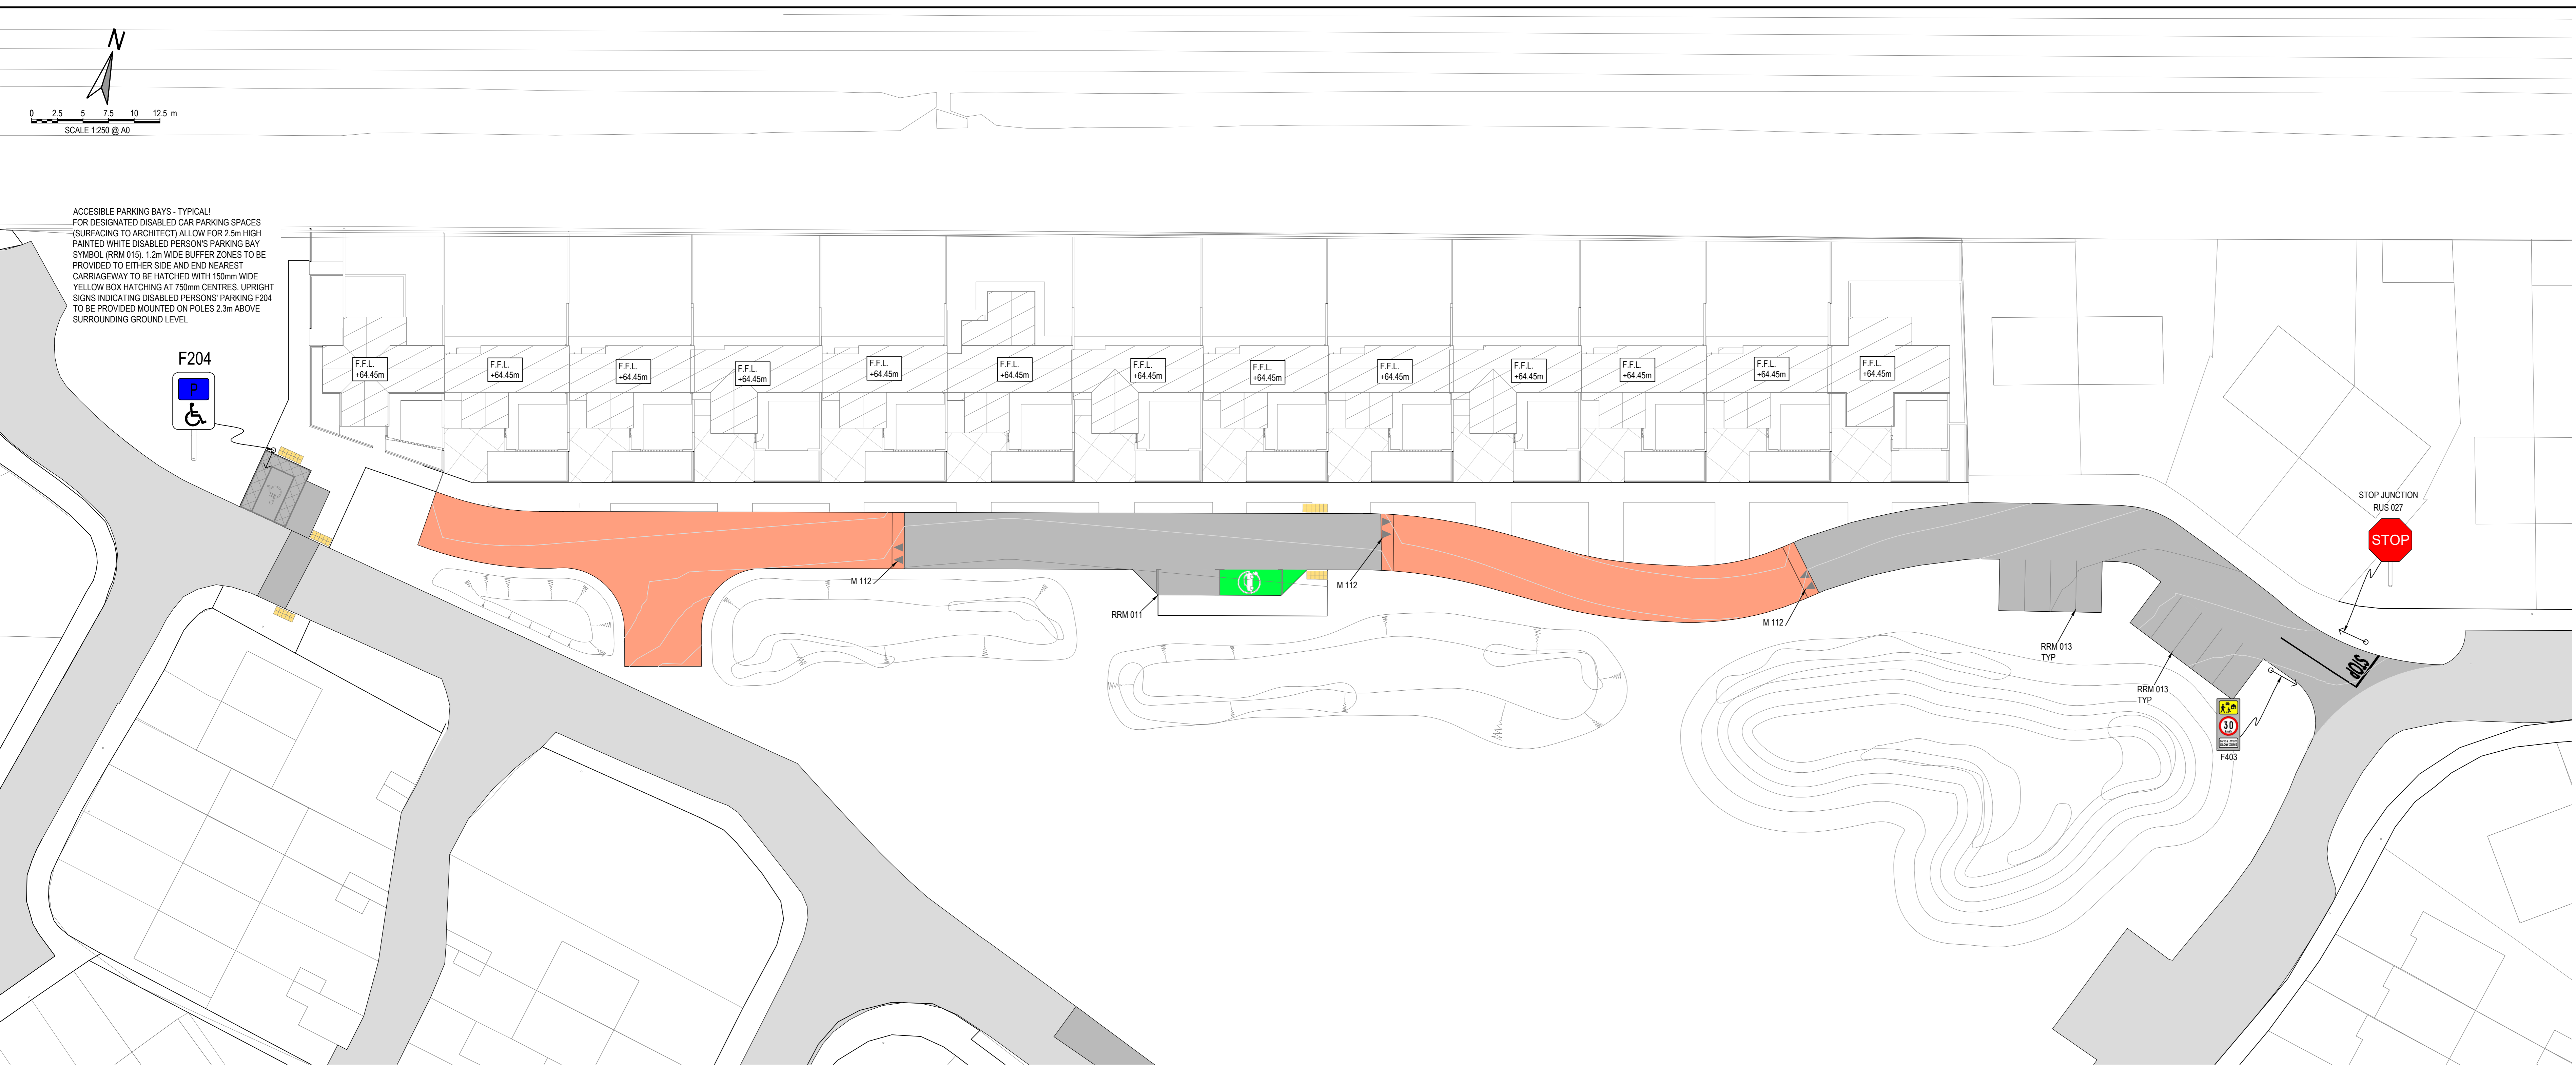 N
0 2.5 5 7.5 10 12.5 m
SCALE 1:250 @ A0
ACCESIBLE PARKING BAYS - TYPICAL!
FOR DESIGNATED DISABLED CAR PARKING SPACES
(SURFACING TO ARCHITECT) ALLOW FOR 2.5m HIGH
PAINTED WHITE DISABLED PERSON'S PARKING BAY
SYMBOL (RRM 015). 1.2m WIDE BUFFER ZONES TO BE
PROVIDED TO EITHER SIDE AND END NEAREST
CARRIAGEWAY TO BE HATCHED WITH 150mm WIDE
YELLOW BOX HATCHING AT 750mm CENTRES. UPRIGHT
SIGNS INDICATING DISABLED PERSONS' PARKING F204
TO BE PROVIDED MOUNTED ON POLES 2.3m ABOVE
SURROUNDING GROUND LEVEL
F204
P
F.F.L.
+64.45m
F.F.L.
+64.45m
F.F.L.
+64.45m
F.F.L.
+64.45m
F.F.L.
+64.45m
F.F.L.
+64.45m
F.F.L.
+64.45m
F.F.L.
+64.45m
F.F.L.
+64.45m
F.F.L.
+64.45m
F.F.L.
+64.45m
F.F.L.
+64.45m
F.F.L.
+64.45m
M 112
RRM 011
M 112
M 112
RRM 013
TYP
RRM 013
TYP
STOP JUNCTION
RUS 027
STOP
STOP
30
F403